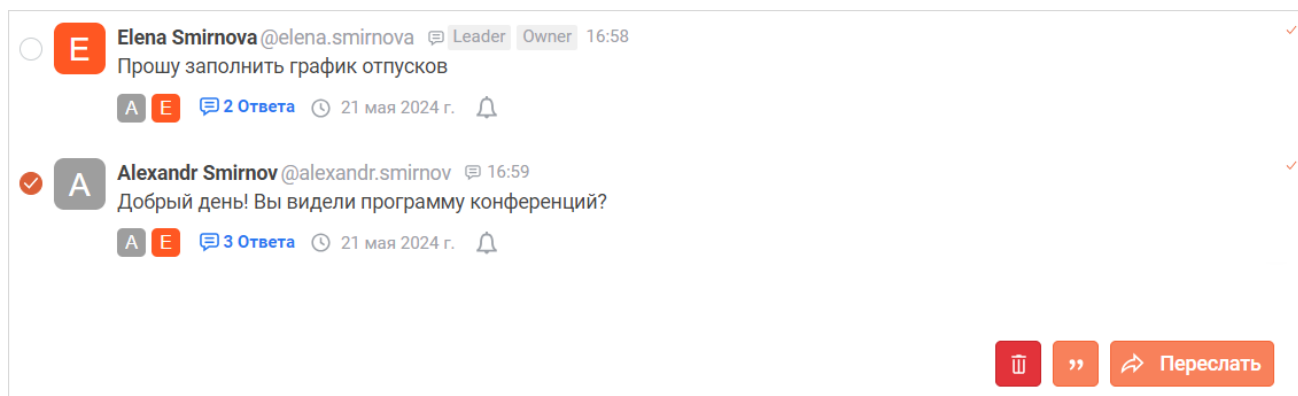 E Elena Smirnova @elena.smirnova Leader Owner 16:58
Прошу заполнить график отпусков
A E 2 Ответа 21 мая 2024 г.
A Alexandr Smirnov @alexandr.smirnov 16:59
Добрый день! Вы видели программу конференций?
A E 3 Ответа 21 мая 2024 г.
Переслать